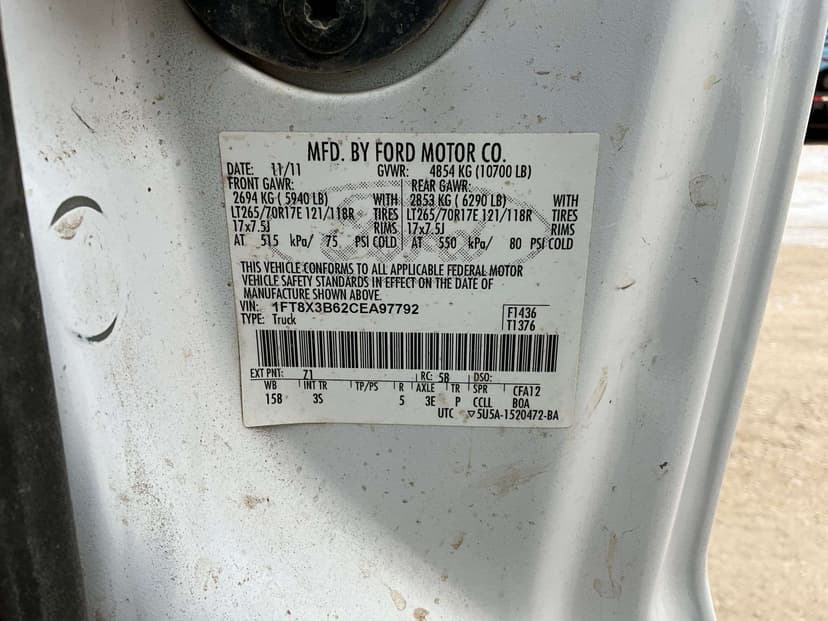 MFD. BY FORD MOTOR CO.
DATE: 11/11 GVWR: 4854 KG (10700 LB)
FRONT GAWR: REAR GAWR:
2694 KG ( 5940 LB) WITH 2853 KG ( 6290 LB) WITH
LT265/70R17E 121/118R TIRES LT265/70R17E 121/118R TIRES
17x7.5J RIMS 17x7.5J RIMS
AT 515 kPa/ 75 PSI COLD AT 550 kPa/ 80 PSI COLD
THIS VEHICLE CONFORMS TO ALL APPLICABLE FEDERAL MOTOR
VEHICLE SAFETY STANDARDS IN EFFECT ON THE DATE OF
MANUFACTURE SHOWN ABOVE.
VIN: 1FT8X3B62CEA97792 F1436
TYPE: Truck T1376
EXT PNT: Z1 RC: 58 DSO:
WB INT TR TP/PS R AXLE TR SPR CFA12
158 3S 5 3E P CCLL BOA
UTC ▽5U5A-1520472-BA